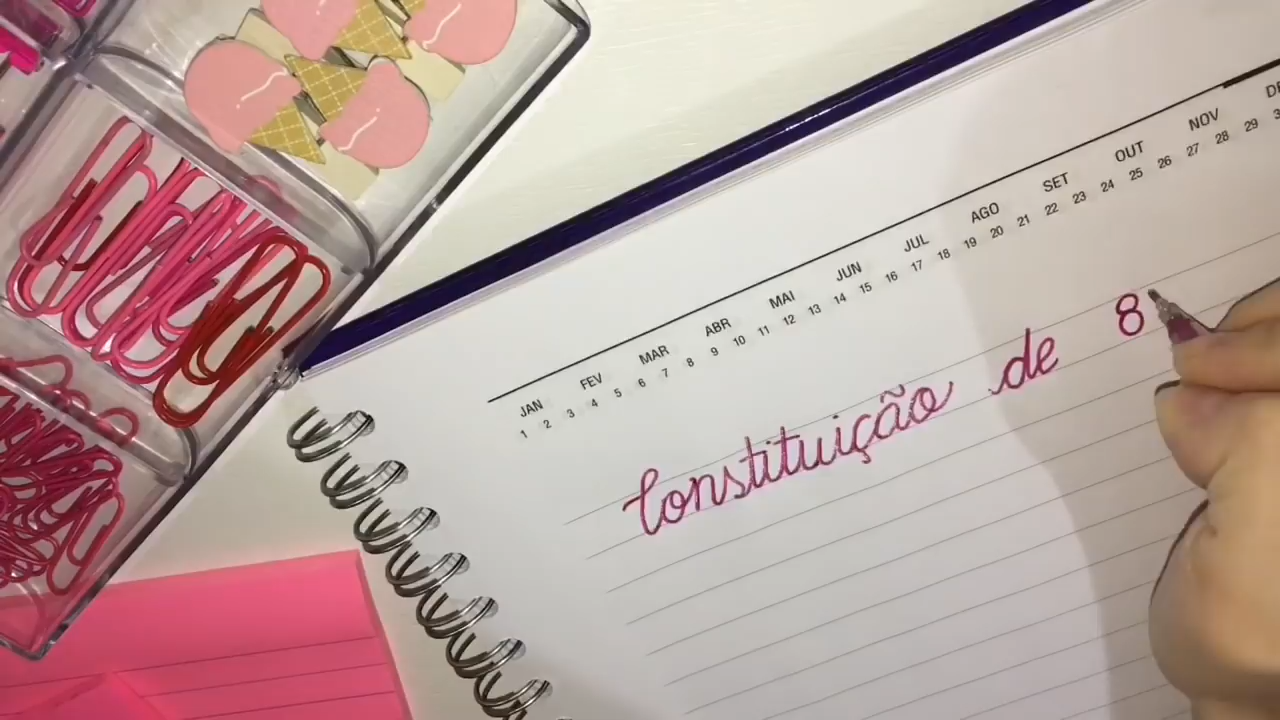 JAN FEV MAR ABR MAI JUN JUL AGO SET OUT NOV
1 2 3 4 5 6 7 8 9 10 11 12 13 14 15 16 17 18 19 20 21 22 23 24 25 26 27 28 29
Constituição de 8